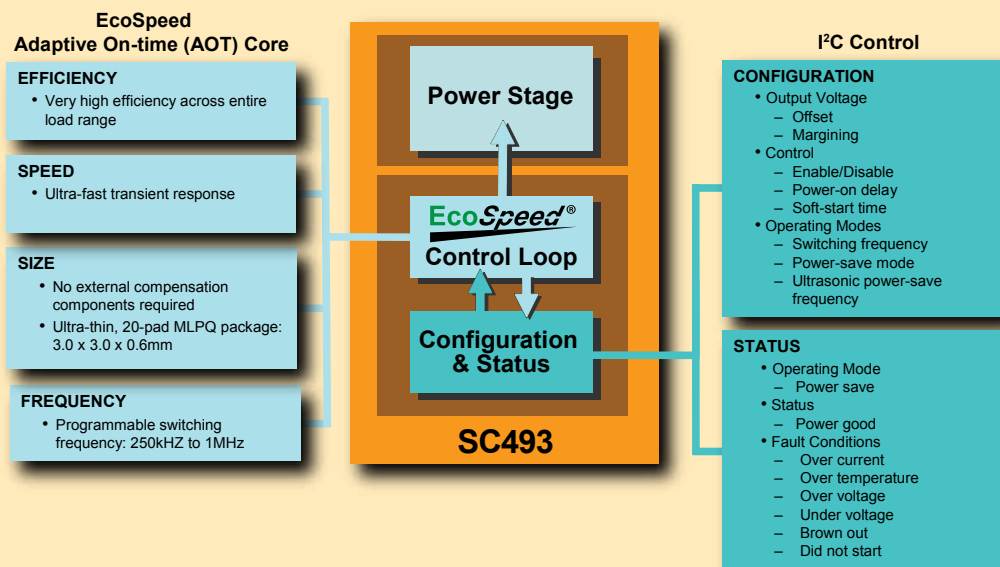 EcoSpeed
Adaptive On-time (AOT) Core
EFFICIENCY
• Very high efficiency across entire
load range
SPEED
• Ultra-fast transient response
SIZE
• No external compensation
components required
• Ultra-thin, 20-pad MLPQ package:
3.0 x 3.0 x 0.6mm
FREQUENCY
• Programmable switching
frequency: 250kHZ to 1MHz
Power Stage
EcoSpeed®
Control Loop
Configuration
& Status
SC493
I²C Control
CONFIGURATION
• Output Voltage
– Offset
– Margining
• Control
– Enable/Disable
– Power-on delay
– Soft-start time
• Operating Modes
– Switching frequency
– Power-save mode
– Ultrasonic power-save
frequency
STATUS
• Operating Mode
– Power save
• Status
– Power good
• Fault Conditions
– Over current
– Over temperature
– Over voltage
– Under voltage
– Brown out
– Did not start